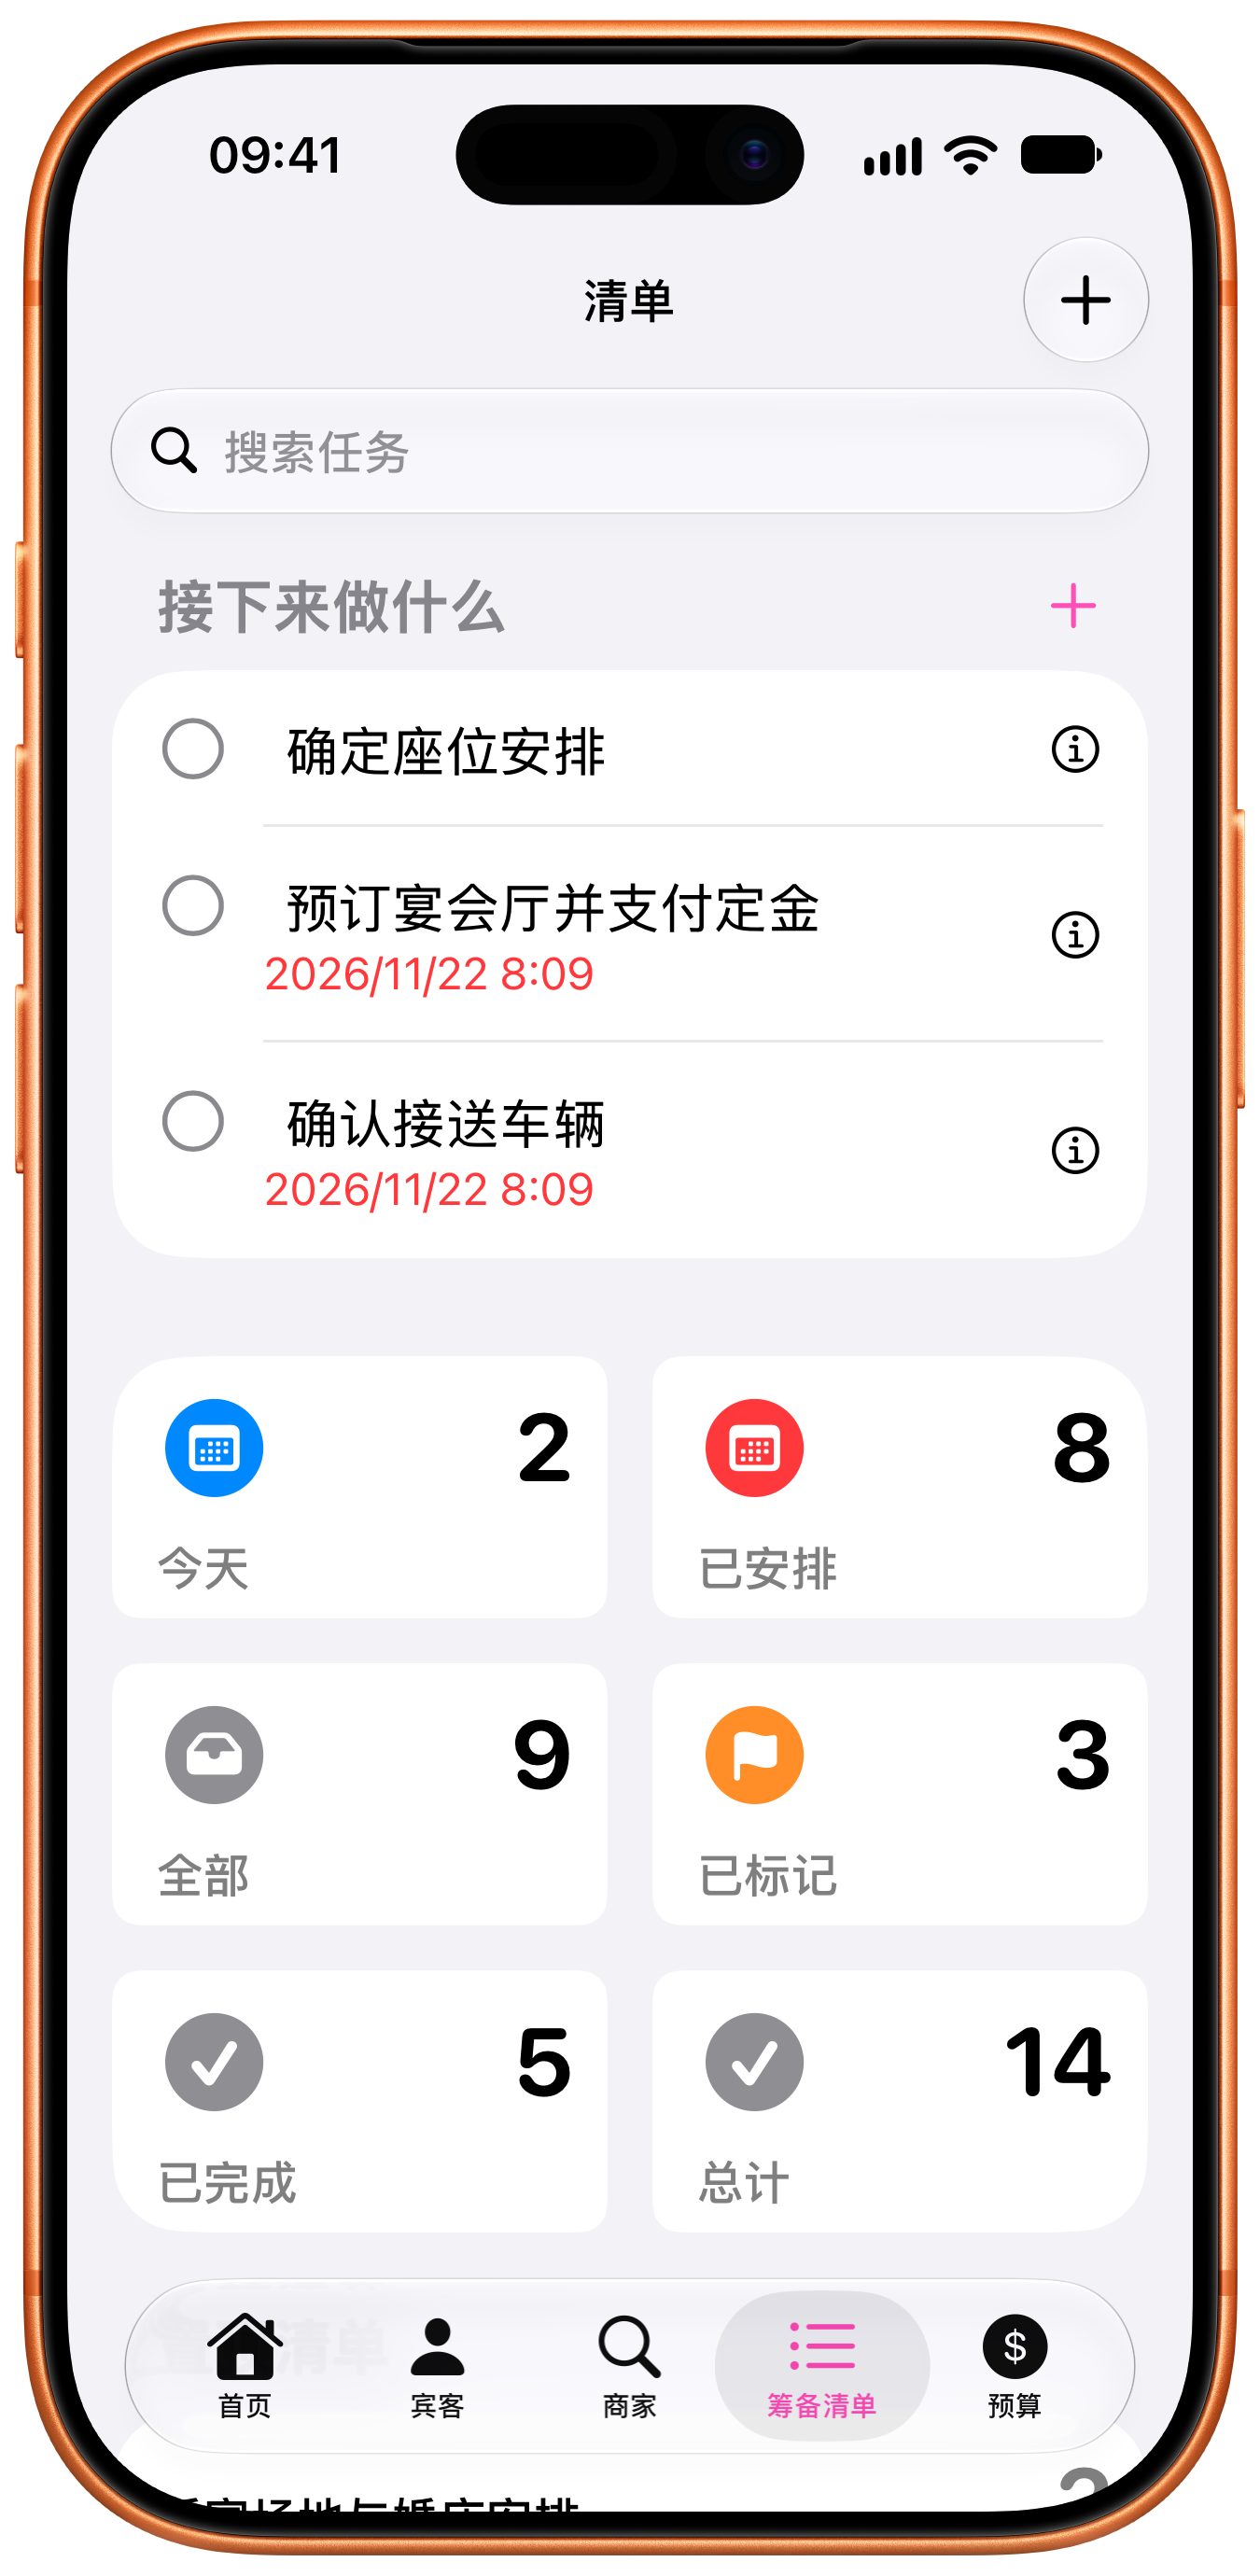 09:41
清单
搜索任务
接下来做什么
确定座位安排
预订宴会厅并支付定金
2026/11/22 8:09
确认接送车辆
2026/11/22 8:09
2
今天
8
已安排
9
全部
3
已标记
5
已完成
14
总计
清单
首页
宾客
商家
筹备清单
$
预算